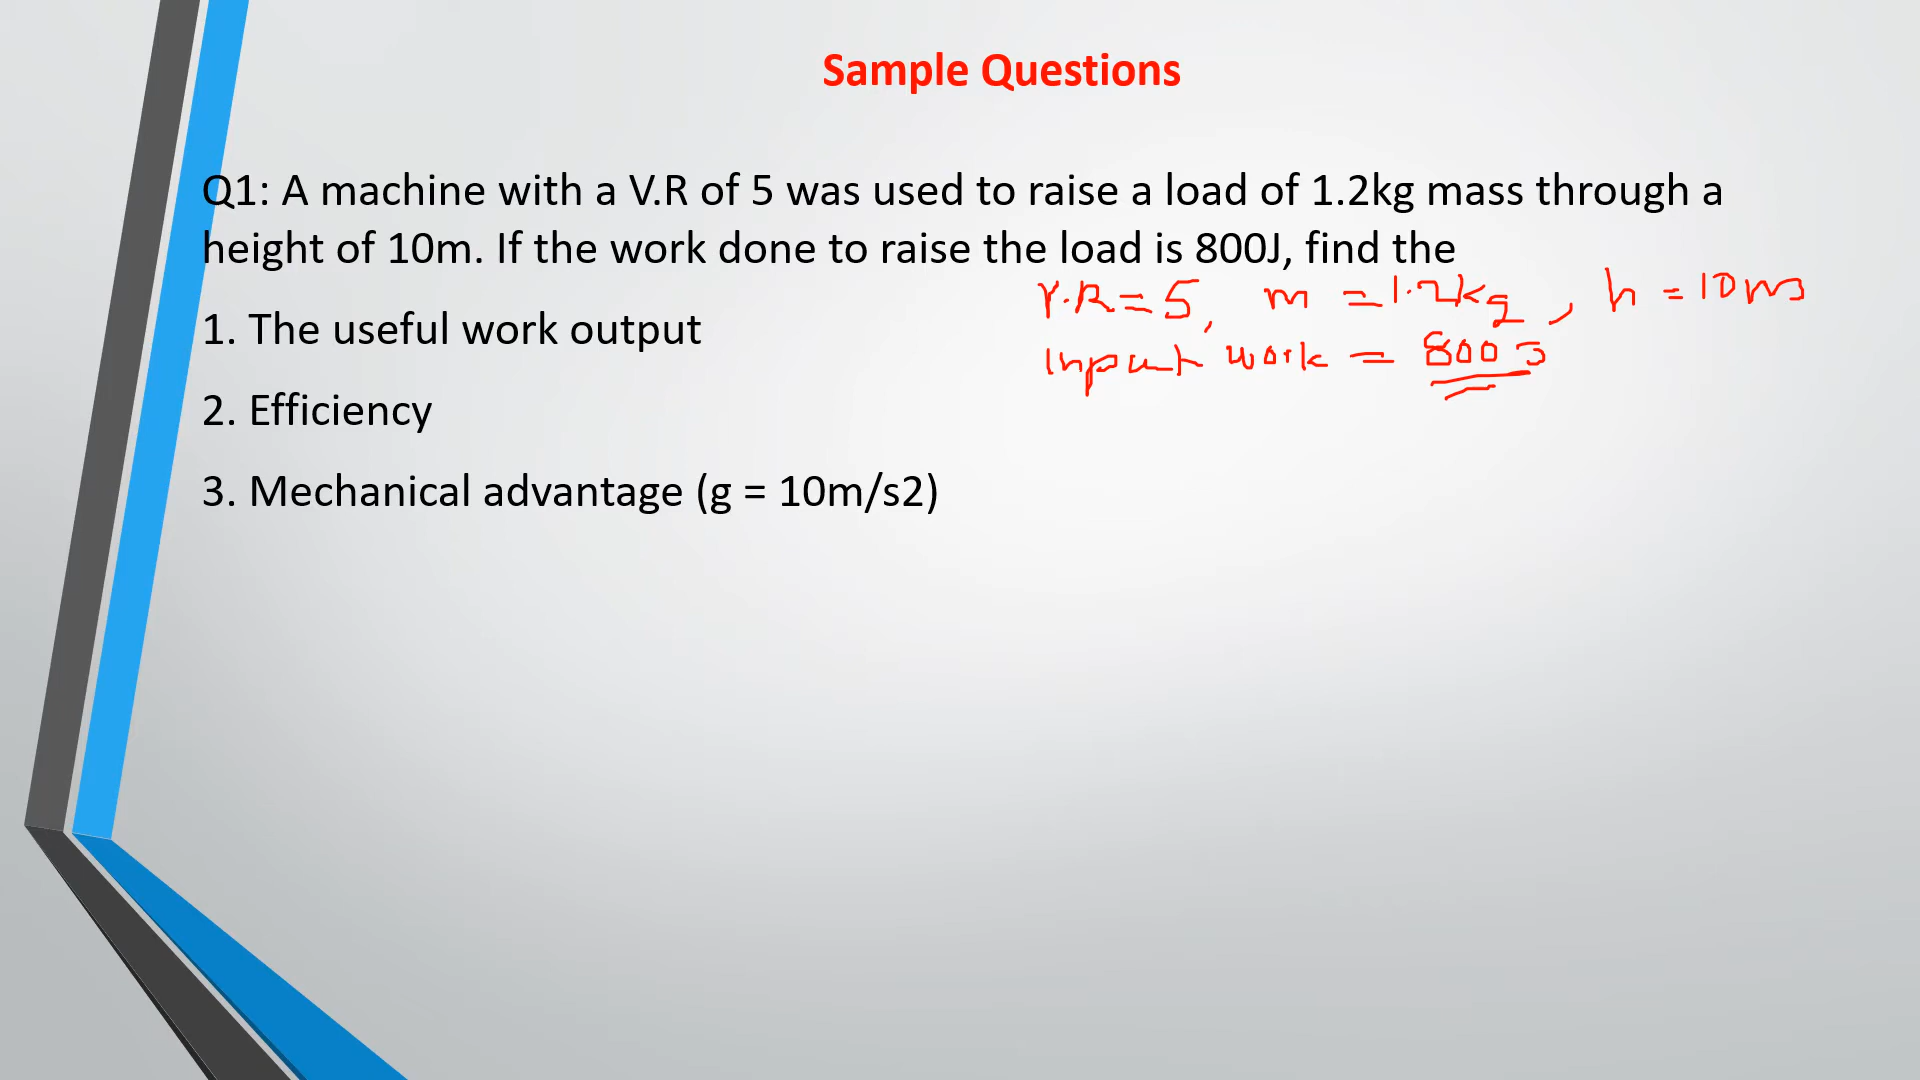 Sample Questions
Q1: A machine with a V.R of 5 was used to raise a load of 1.2kg mass through a
height of 10m. If the work done to raise the load is 800J, find the
V.R = 5, m = 1.2kg, h = 10m
1. The useful work output
Input work = 800J
2. Efficiency
3. Mechanical advantage (g = 10m/s2)